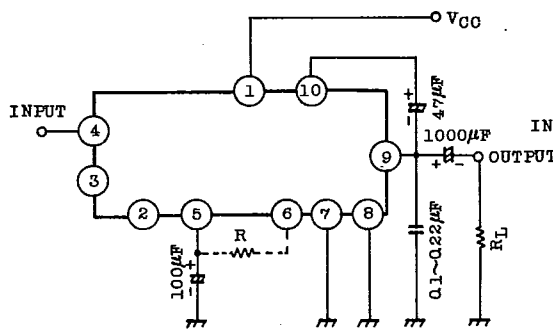 VCC
1
10
INPUT
4
47μF
+
-
1000μF
IN
9
+ -
OUTPUT
3
2
5
6
7
8
R
100μF
+
-
0.1~0.22μF
RL